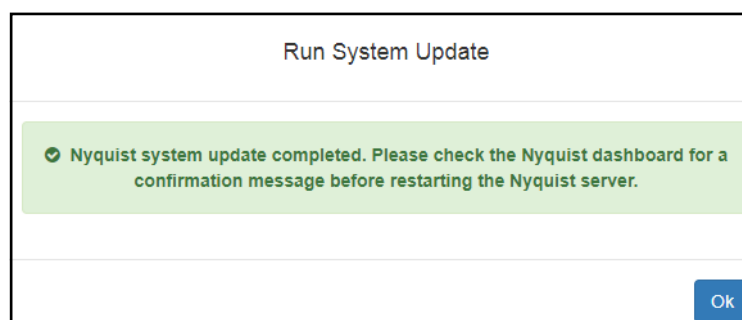 Run System Update
Nyquist system update completed. Please check the Nyquist dashboard for a
confirmation message before restarting the Nyquist server.
Ok